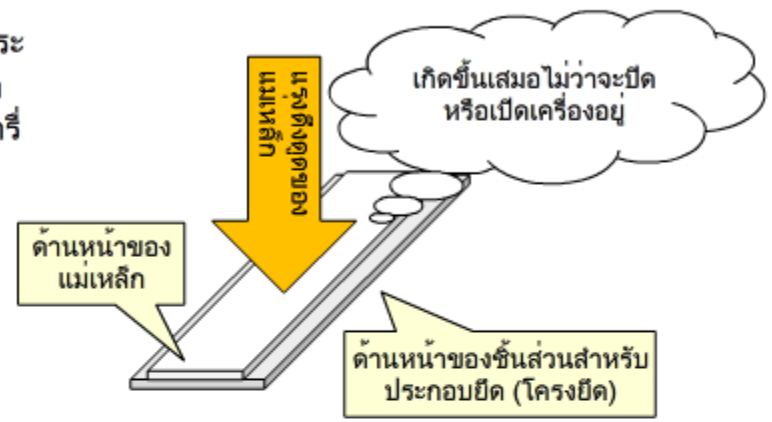 ระ
เกิดขึ้นเสมอไม่ว่าจะปิด
หรือเปิดเครื่องอยู่
แรงดึงดูดของ
แม่เหล็ก
ด้านหน้าของ
แม่เหล็ก
ด้านหน้าของชิ้นส่วนสำหรับ
ประกอบยึด (โครงยึด)